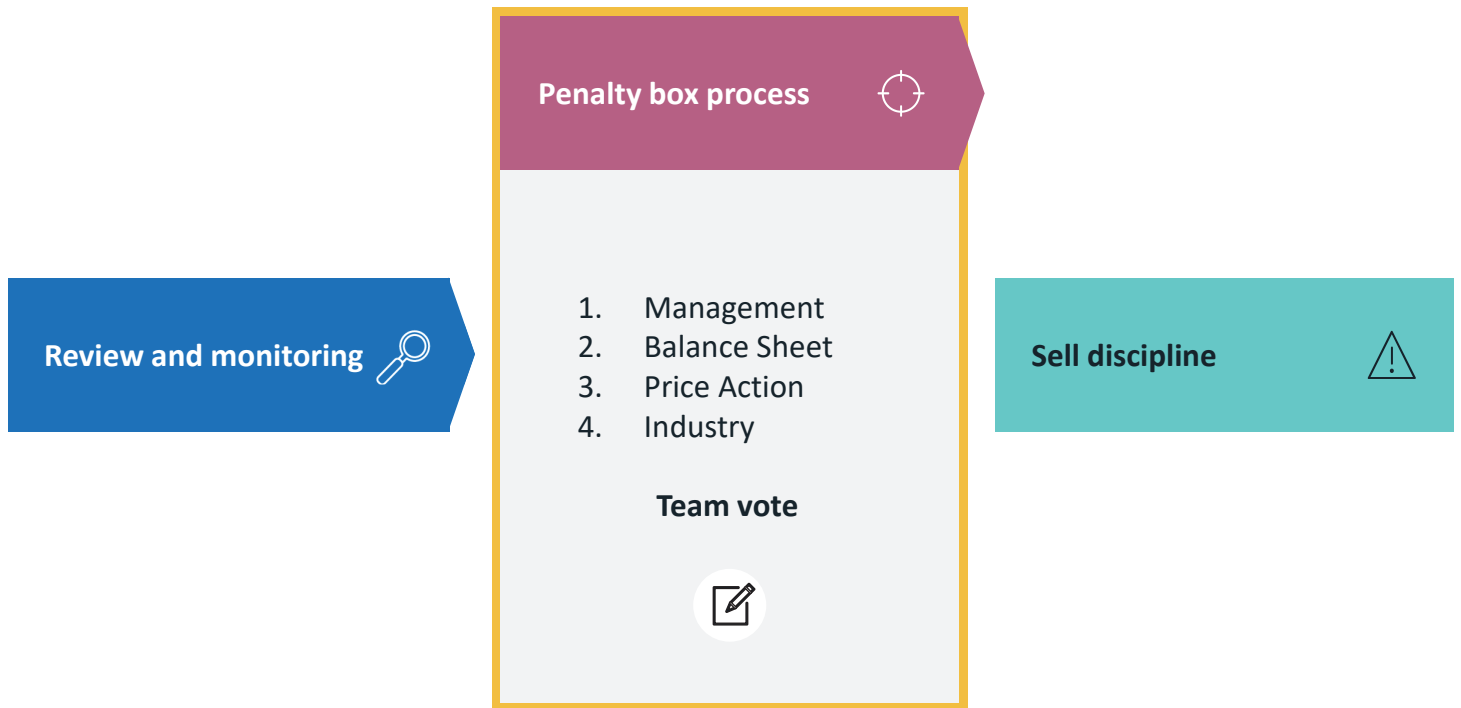 Penalty box process
Review and monitoring
1. Management
2. Balance Sheet
3. Price Action
4. Industry
Team vote
Sell discipline